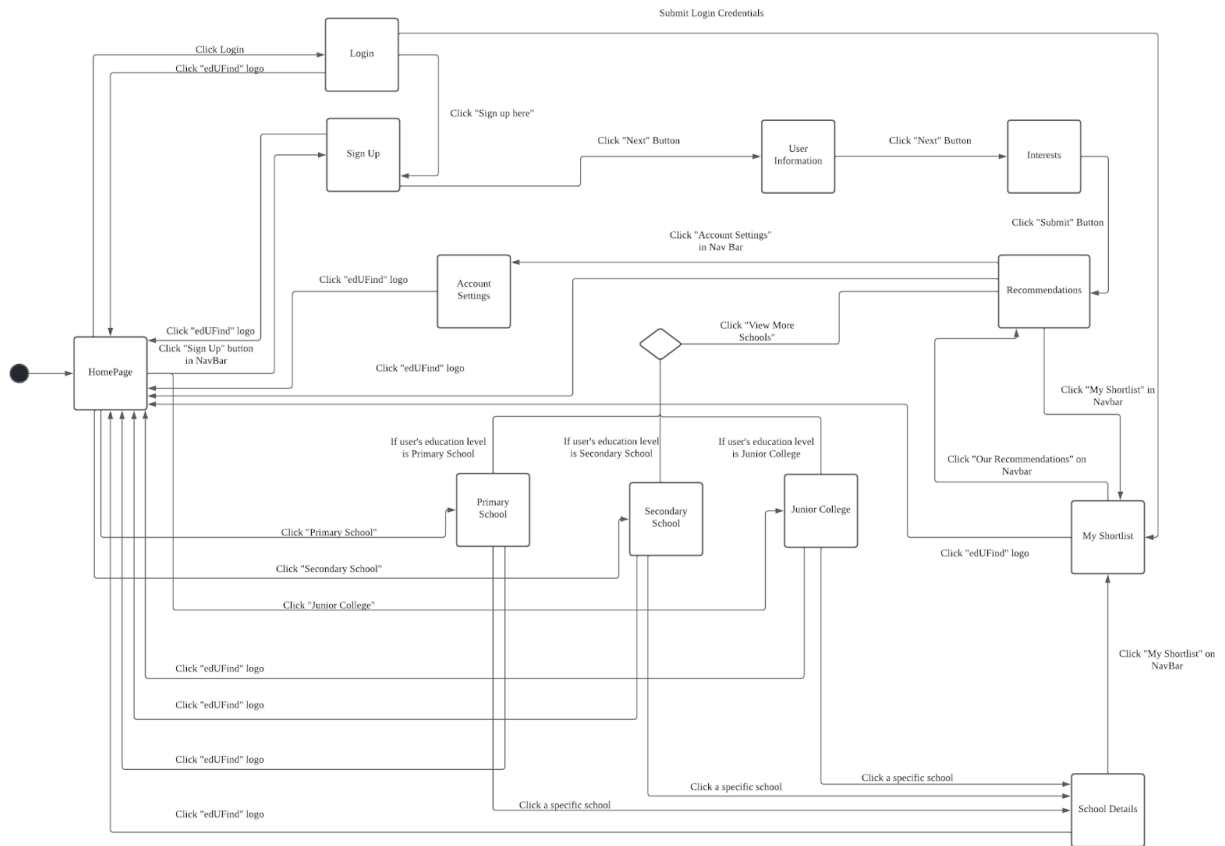 Submit Login Credentials
Click Login
Login
Click "edUFind" logo
Click "Sign up here"
Sign Up
Click "Next" Button
User
Information
Click "Next" Button
Interests
Click "Submit" Button
Click "Account Settings"
in Nav Bar
Click "edUFind" logo
Account
Settings
Recommendations
Click "edUFind" logo
Click "Sign Up" button
in NavBar
Click "View More
Schools"
HomePage
Click "edUFind" logo
Click "My Shortlist" in
Navbar
If user's education level
is Primary School
If user's education level
is Secondary School
If user's education level
is Junior College
Click "Our Recommendations" on
Navbar
Primary
School
Secondary
School
Junior College
My Shortlist
Click "Primary School"
Click "edUFind" logo
Click "Secondary School"
Click "Junior College"
Click "My Shortlist" on
NavBar
Click "edUFind" logo
Click "edUFind" logo
Click "edUFind" logo
Click a specific school
Click a specific school
Click a specific school
Click "edUFind" logo
School Details